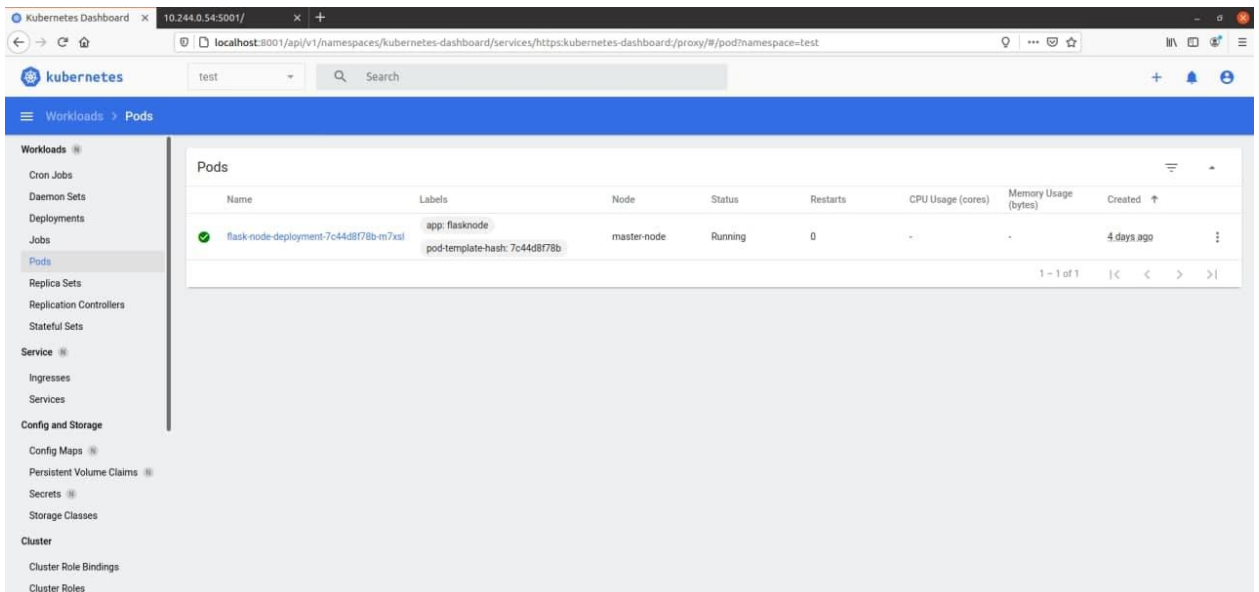 Kubernetes Dashboard
10.244.0.54:5001/
localhost:8001/api/v1/namespaces/kubernetes-dashboard/services/https:kubernetes-dashboard:/proxy/#/pod?namespace=test
kubernetes
test
Search
Workloads > Pods
Workloads N
Cron Jobs
Daemon Sets
Deployments
Jobs
Pods
Replica Sets
Replication Controllers
Stateful Sets
Service N
Ingresses
Services
Config and Storage
Config Maps N
Persistent Volume Claims N
Secrets N
Storage Classes
Cluster
Cluster Role Bindings
Cluster Roles
Pods
Name Labels Node Status Restarts CPU Usage (cores) Memory Usage (bytes) Created
flask-node-deployment-7c44d8f78b-m7xsl
app: flasknode
pod-template-hash: 7c44d8f78b
master-node Running 0 - - 4 days ago
1 – 1 of 1